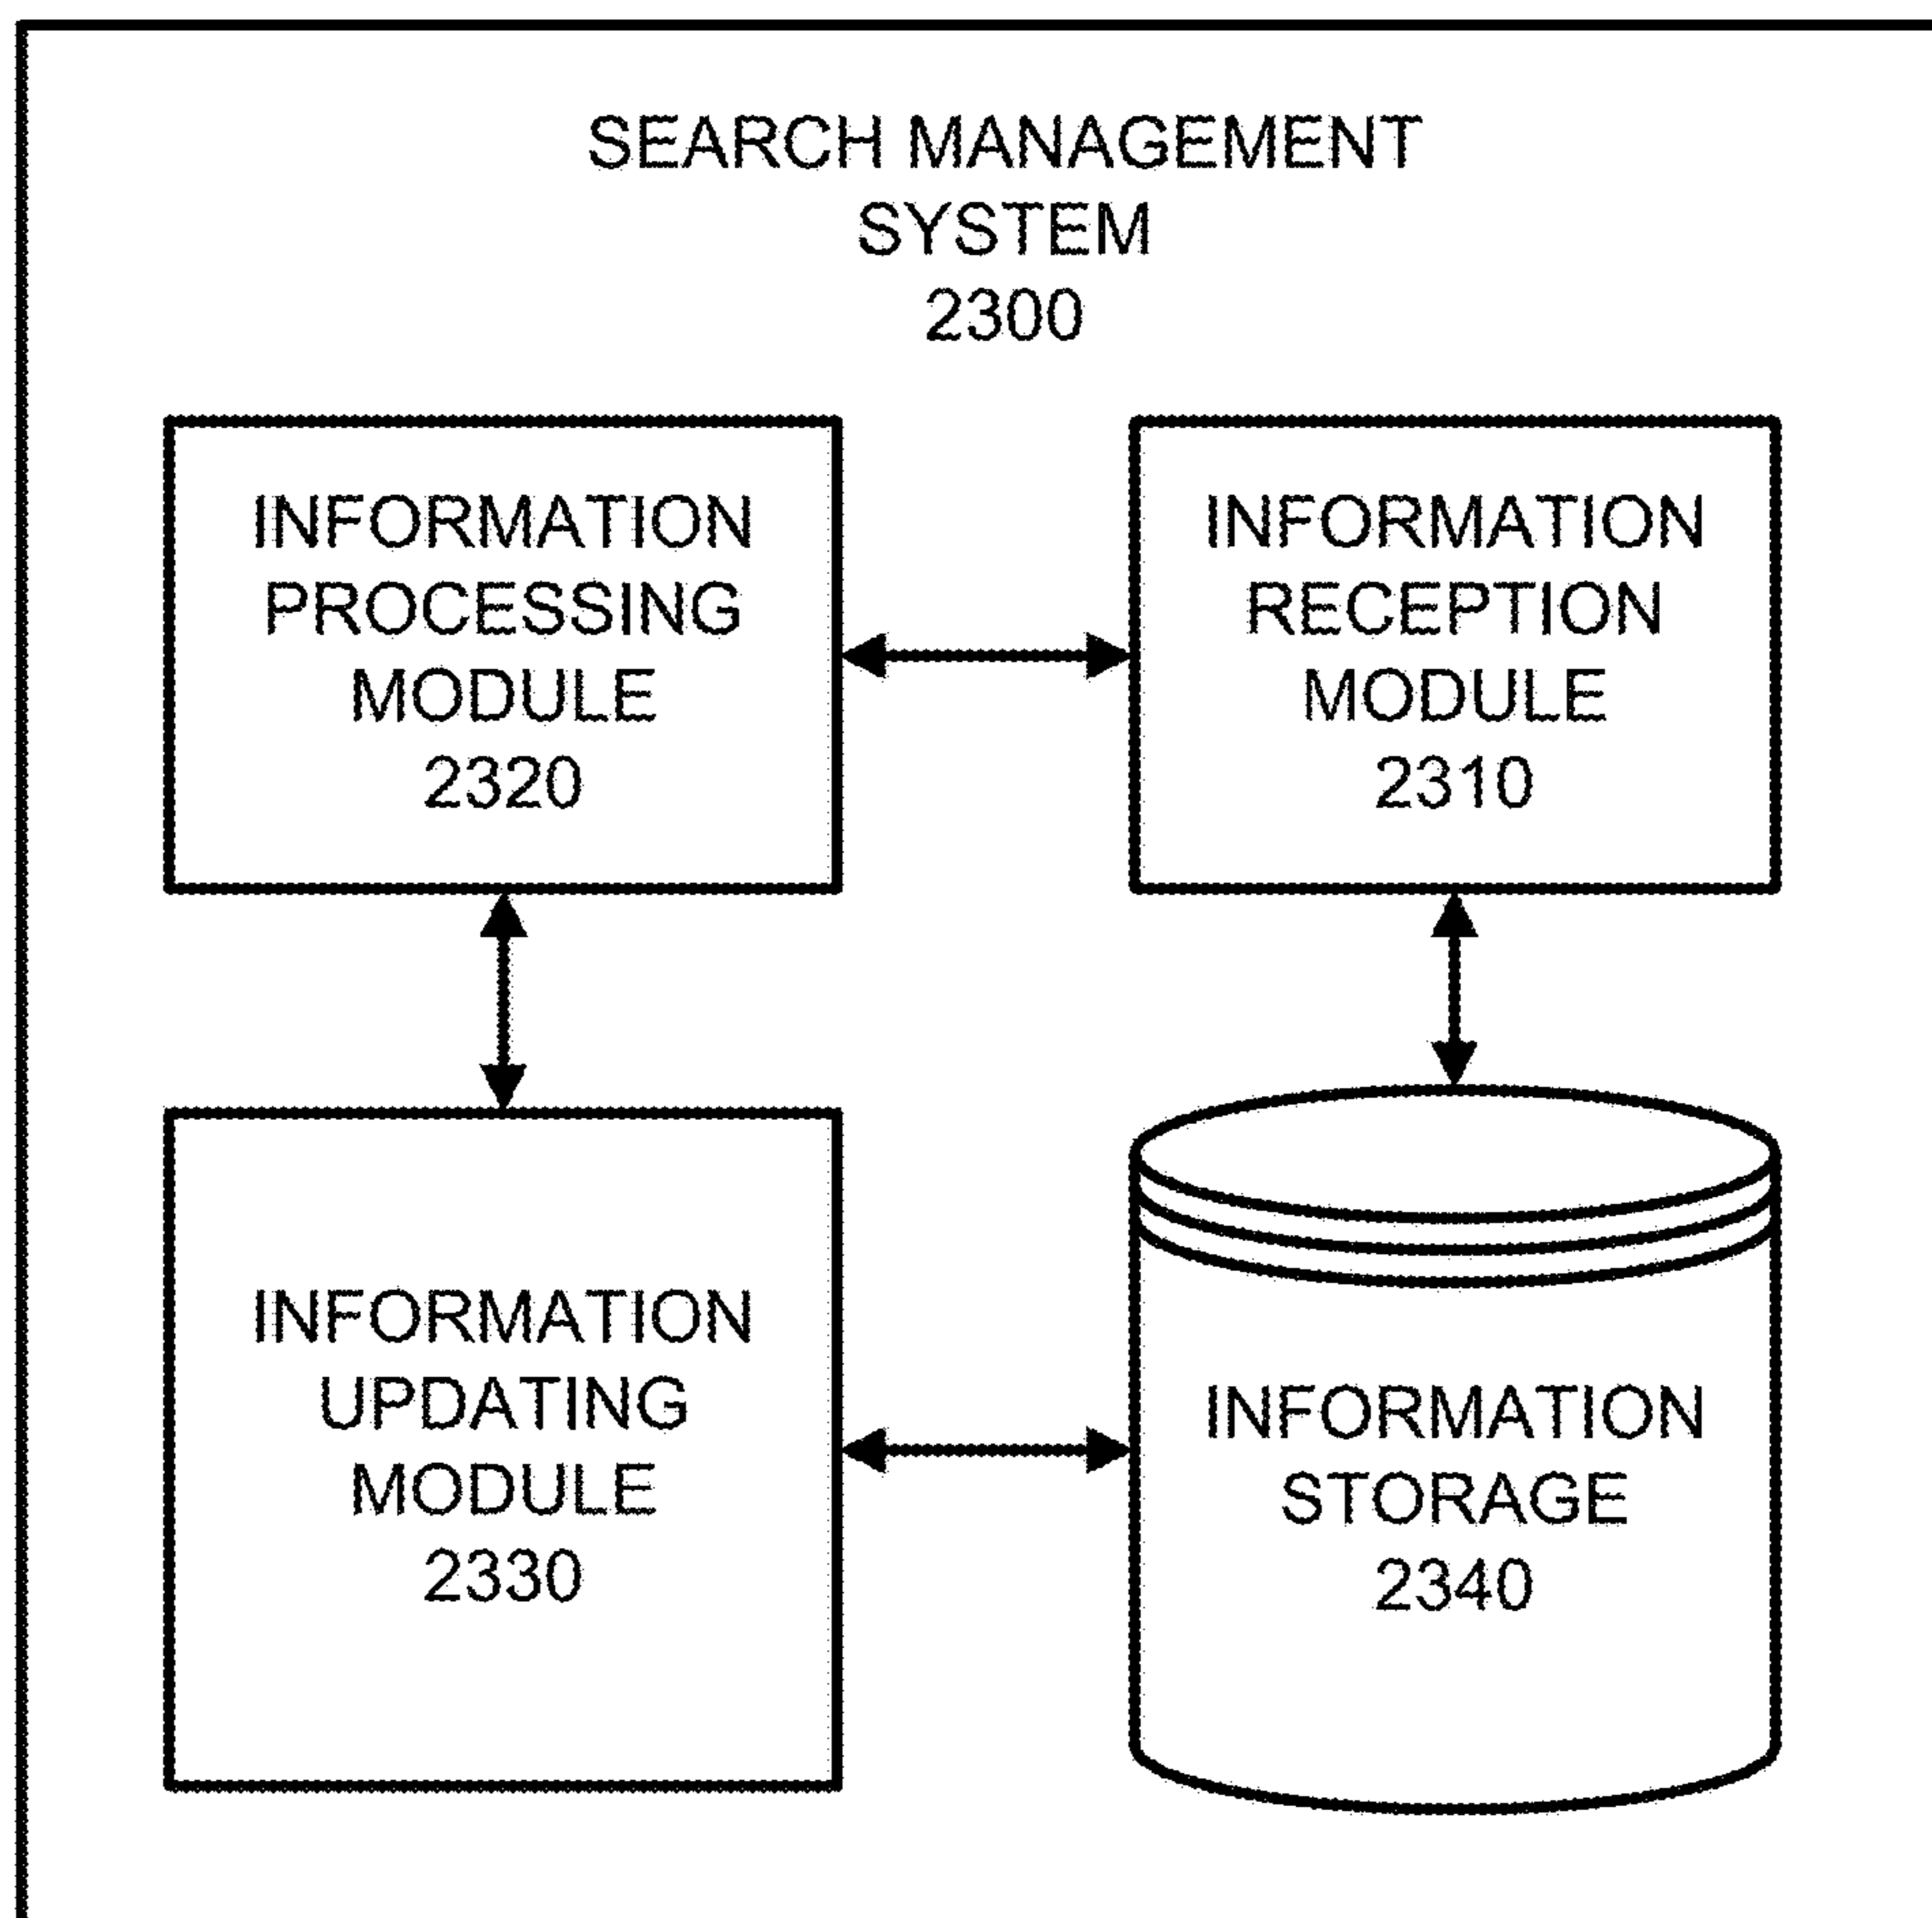 SEARCH MANAGEMENT
SYSTEM
2300
INFORMATION
PROCESSING
MODULE
2320
INFORMATION
RECEPTION
MODULE
2310
INFORMATION
UPDATING
MODULE
2330
INFORMATION
STORAGE
2340